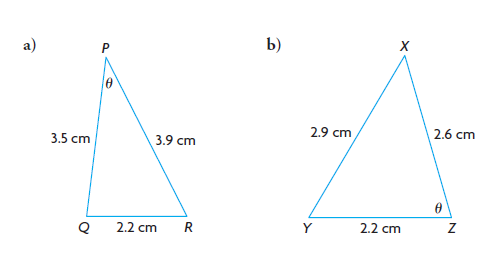 a) P b) X
θ
3.5 cm 3.9 cm 2.9 cm 2.6 cm
θ
Q 2.2 cm R Y 2.2 cm Z